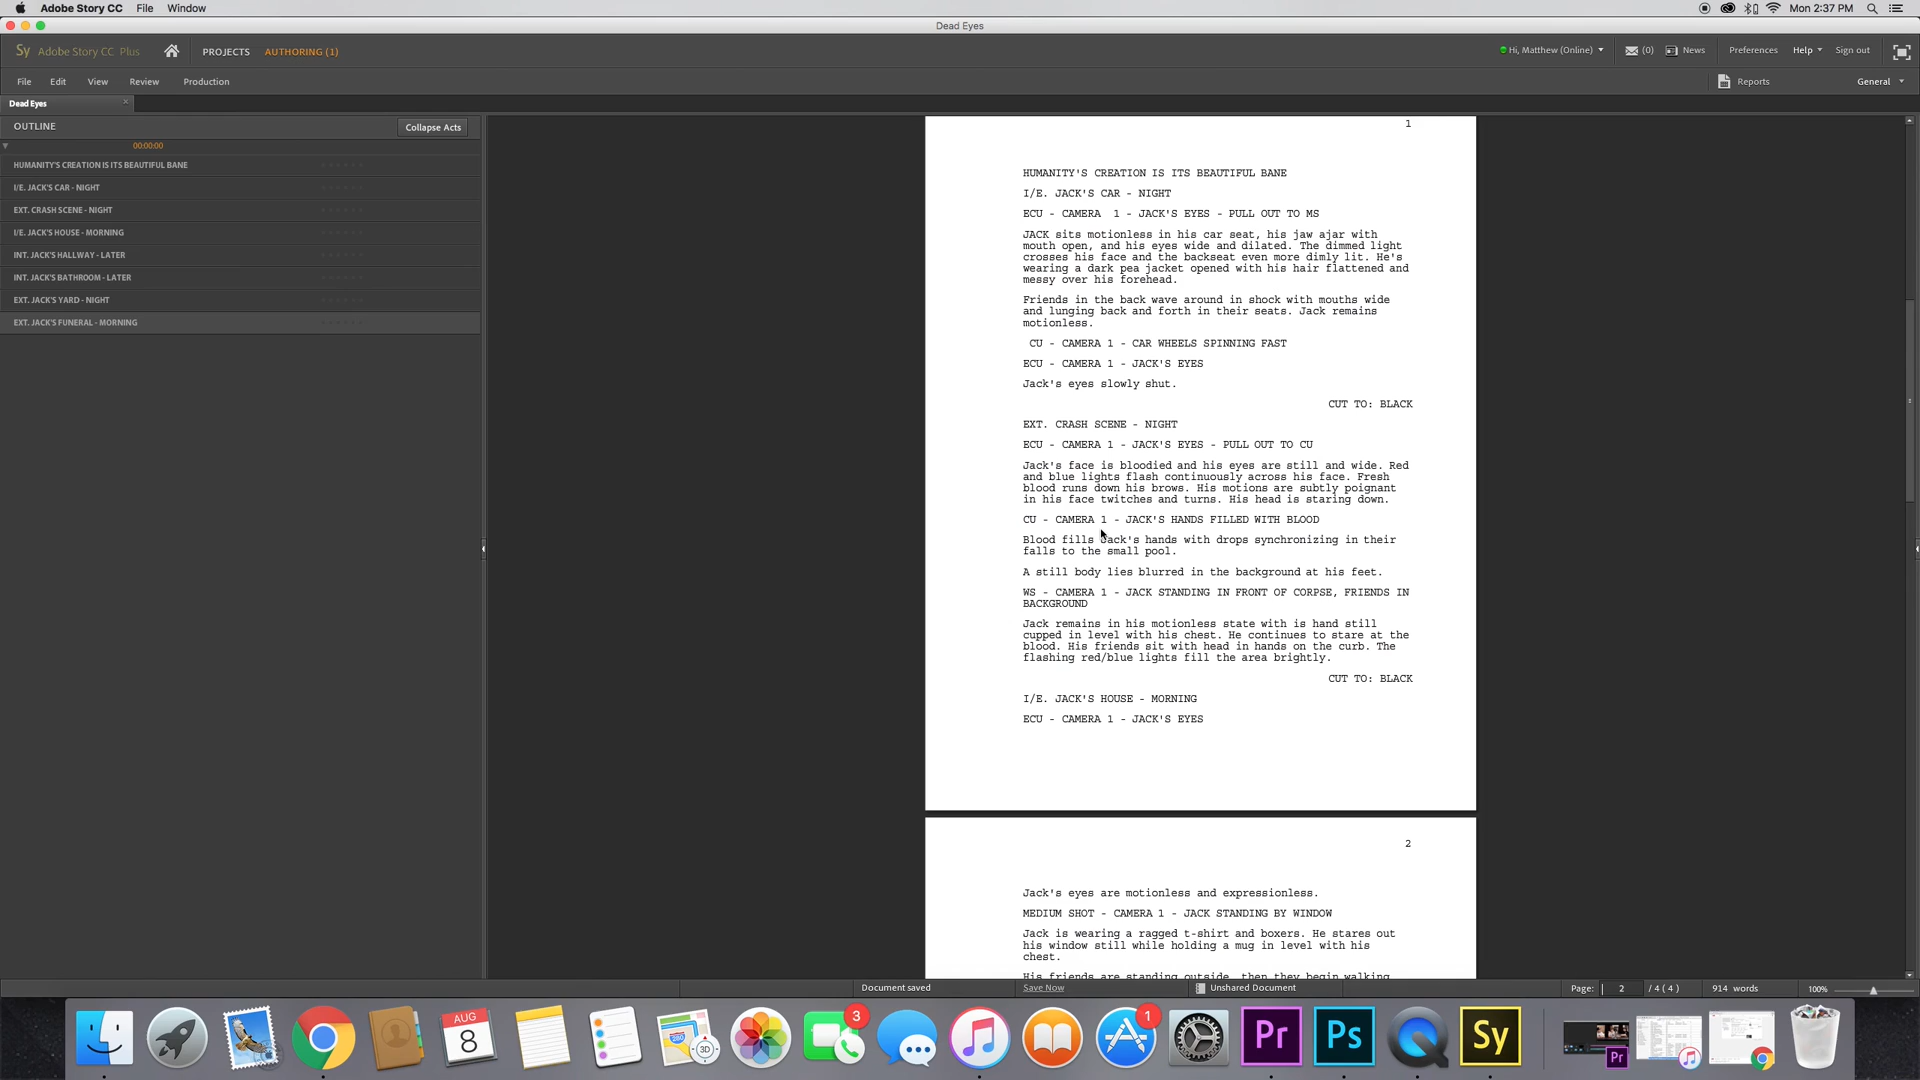 Adobe Story CC File Window
Mon 2:37 PM
Dead Eyes
Sy Adobe Story CC Plus PROJECTS AUTHORING (1)
Hi, Matthew (Online) (0) News Preferences Help Sign out
File Edit View Review Production
Reports General
Dead Eyes
OUTLINE Collapse Acts
00:00:00
HUMANITY'S CREATION IS ITS BEAUTIFUL BANE
I/E. JACK'S CAR - NIGHT
EXT. CRASH SCENE - NIGHT
I/E. JACK'S HOUSE - MORNING
INT. JACK'S HALLWAY - LATER
INT. JACK'S BATHROOM - LATER
EXT. JACK'S YARD - NIGHT
EXT. JACK'S FUNERAL - MORNING
1
HUMANITY'S CREATION IS ITS BEAUTIFUL BANE
I/E. JACK'S CAR - NIGHT
ECU - CAMERA 1 - JACK'S EYES - PULL OUT TO MS
JACK sits motionless in his car seat, his jaw ajar with
mouth open, and his eyes wide and dilated. The dimmed light
crosses his face and the backseat even more dimly lit. He's
wearing a dark pea jacket opened with his hair flattened and
messy over his forehead.
Friends in the back wave around in shock with mouths wide
and lunging back and forth in their seats. Jack remains
motionless.
CU - CAMERA 1 - CAR WHEELS SPINNING FAST
ECU - CAMERA 1 - JACK'S EYES
Jack's eyes slowly shut.
CUT TO: BLACK
EXT. CRASH SCENE - NIGHT
ECU - CAMERA 1 - JACK'S EYES - PULL OUT TO CU
Jack's face is bloodied and his eyes are still and wide. Red
and blue lights flash continuously across his face. Fresh
blood runs down his brows. His motions are subtly poignant
in his face twitches and turns. His head is staring down.
CU - CAMERA 1 - JACK'S HANDS FILLED WITH BLOOD
Blood fills Jack's hands with drops synchronizing in their
falls to the small pool.
A still body lies blurred in the background at his feet.
WS - CAMERA 1 - JACK STANDING IN FRONT OF CORPSE, FRIENDS IN
BACKGROUND
Jack remains in his motionless state with is hand still
cupped in level with his chest. He continues to stare at the
blood. His friends sit with head in hands on the curb. The
flashing red/blue lights fill the area brightly.
CUT TO: BLACK
I/E. JACK'S HOUSE - MORNING
ECU - CAMERA 1 - JACK'S EYES
2
Jack's eyes are motionless and expressionless.
MEDIUM SHOT - CAMERA 1 - JACK STANDING BY WINDOW
Jack is wearing a ragged t-shirt and boxers. He stares out
his window still while holding a mug in level with his
chest.
His friends are standing outside, then they begin walking
Document saved Save Now Unshared Document Page: 2 / 4 ( 4 ) 914 words 100%
AUG
8
3D
280
3
1
Pr Ps Sy
Pr